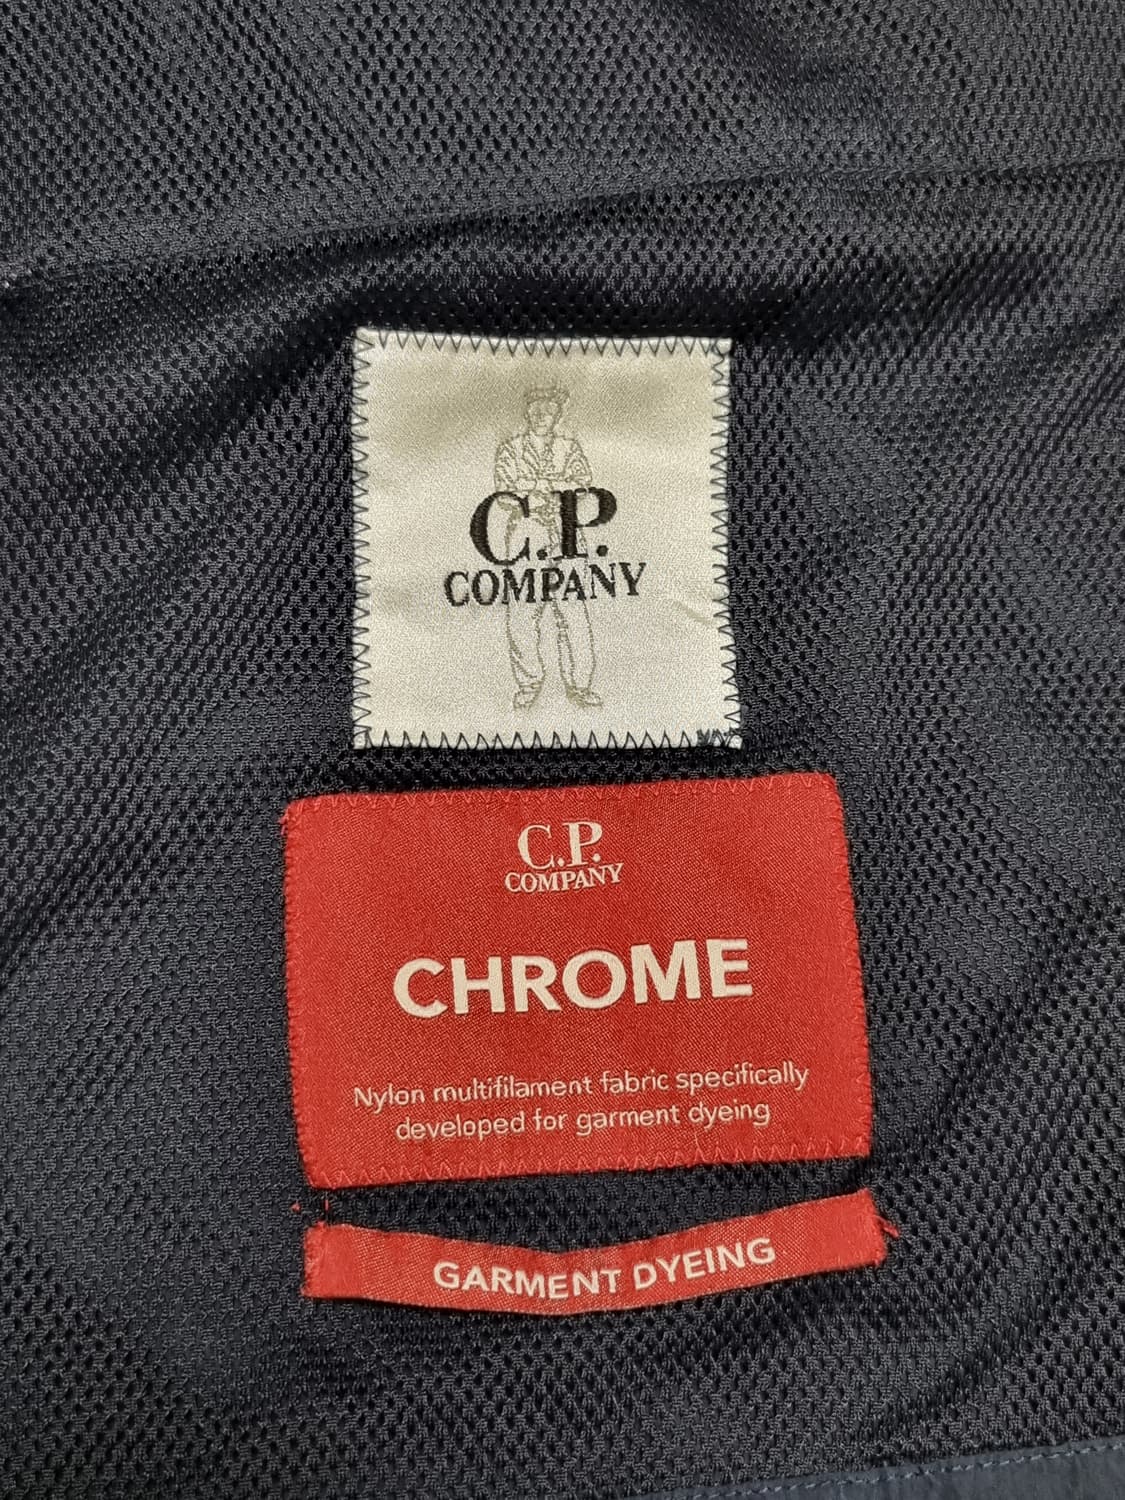 C.P.
COMPANY
C.P.
COMPANY
CHROME
Nylon multifilament fabric specifically
developed for garment dyeing
GARMENT DYEING